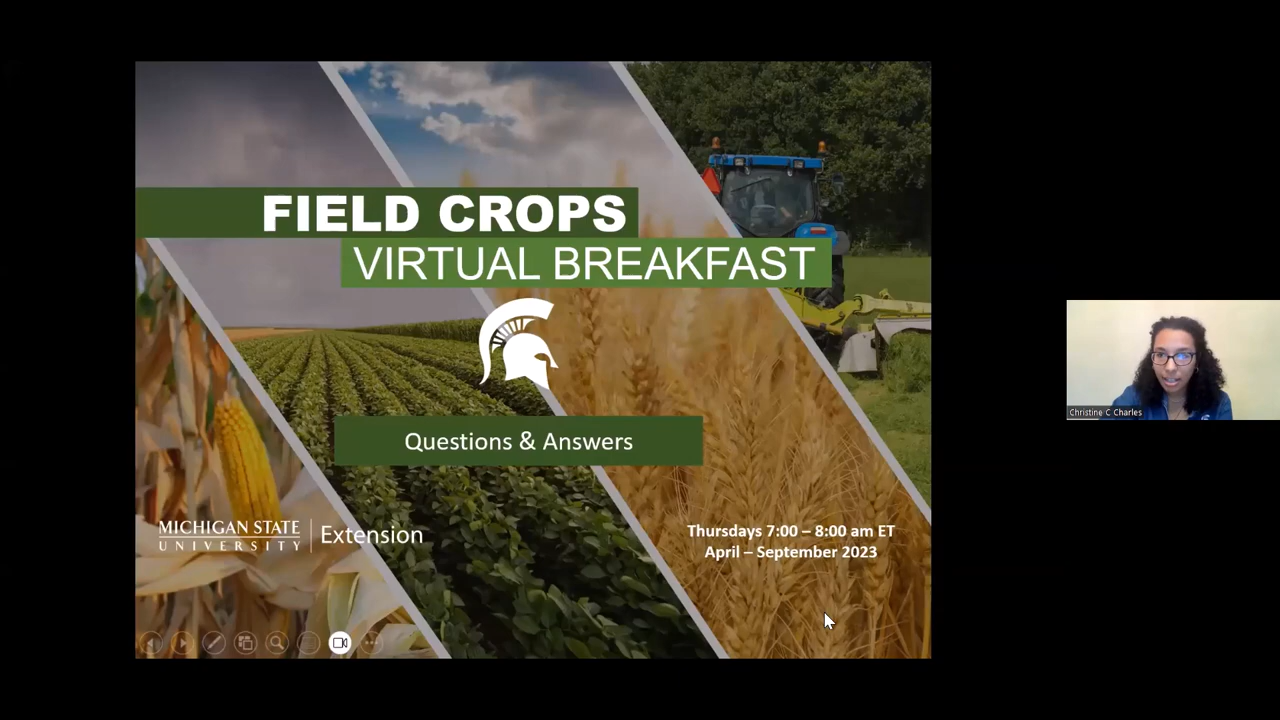 FIELD CROPS
VIRTUAL BREAKFAST
Questions & Answers
MICHIGAN STATE
UNIVERSITY
Extension
Thursdays 7:00 – 8:00 am ET
April – September 2023
Christine C Charles